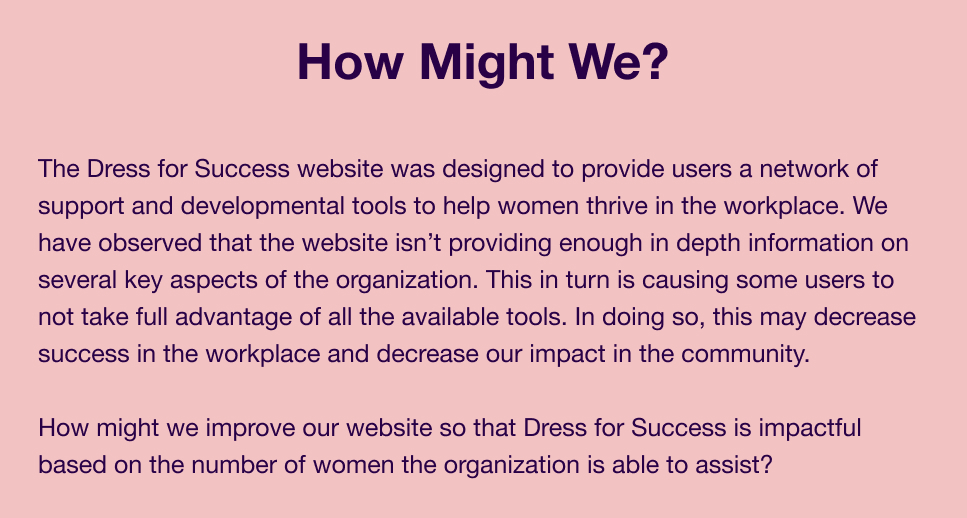 How Might We?
The Dress for Success website was designed to provide users a network of
support and developmental tools to help women thrive in the workplace. We
have observed that the website isn’t providing enough in depth information on
several key aspects of the organization. This in turn is causing some users to
not take full advantage of all the available tools. In doing so, this may decrease
success in the workplace and decrease our impact in the community.
How might we improve our website so that Dress for Success is impactful
based on the number of women the organization is able to assist?